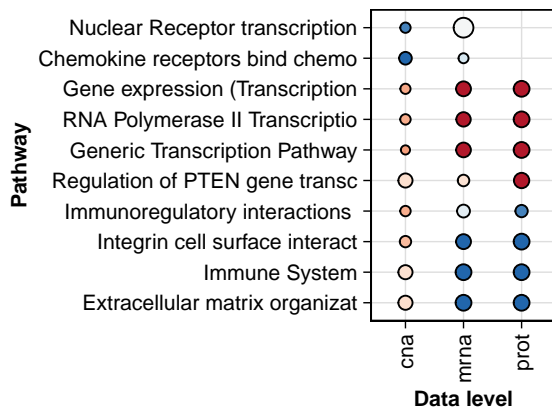 Nuclear Receptor transcription
Chemokine receptors bind chemo
Gene expression (Transcription
RNA Polymerase II Transcriptio
Generic Transcription Pathway
Regulation of PTEN gene transc
Immunoregulatory interactions
Integrin cell surface interact
Immune System
Extracellular matrix organizat
Pathway
cna
mrna
prot
Data level